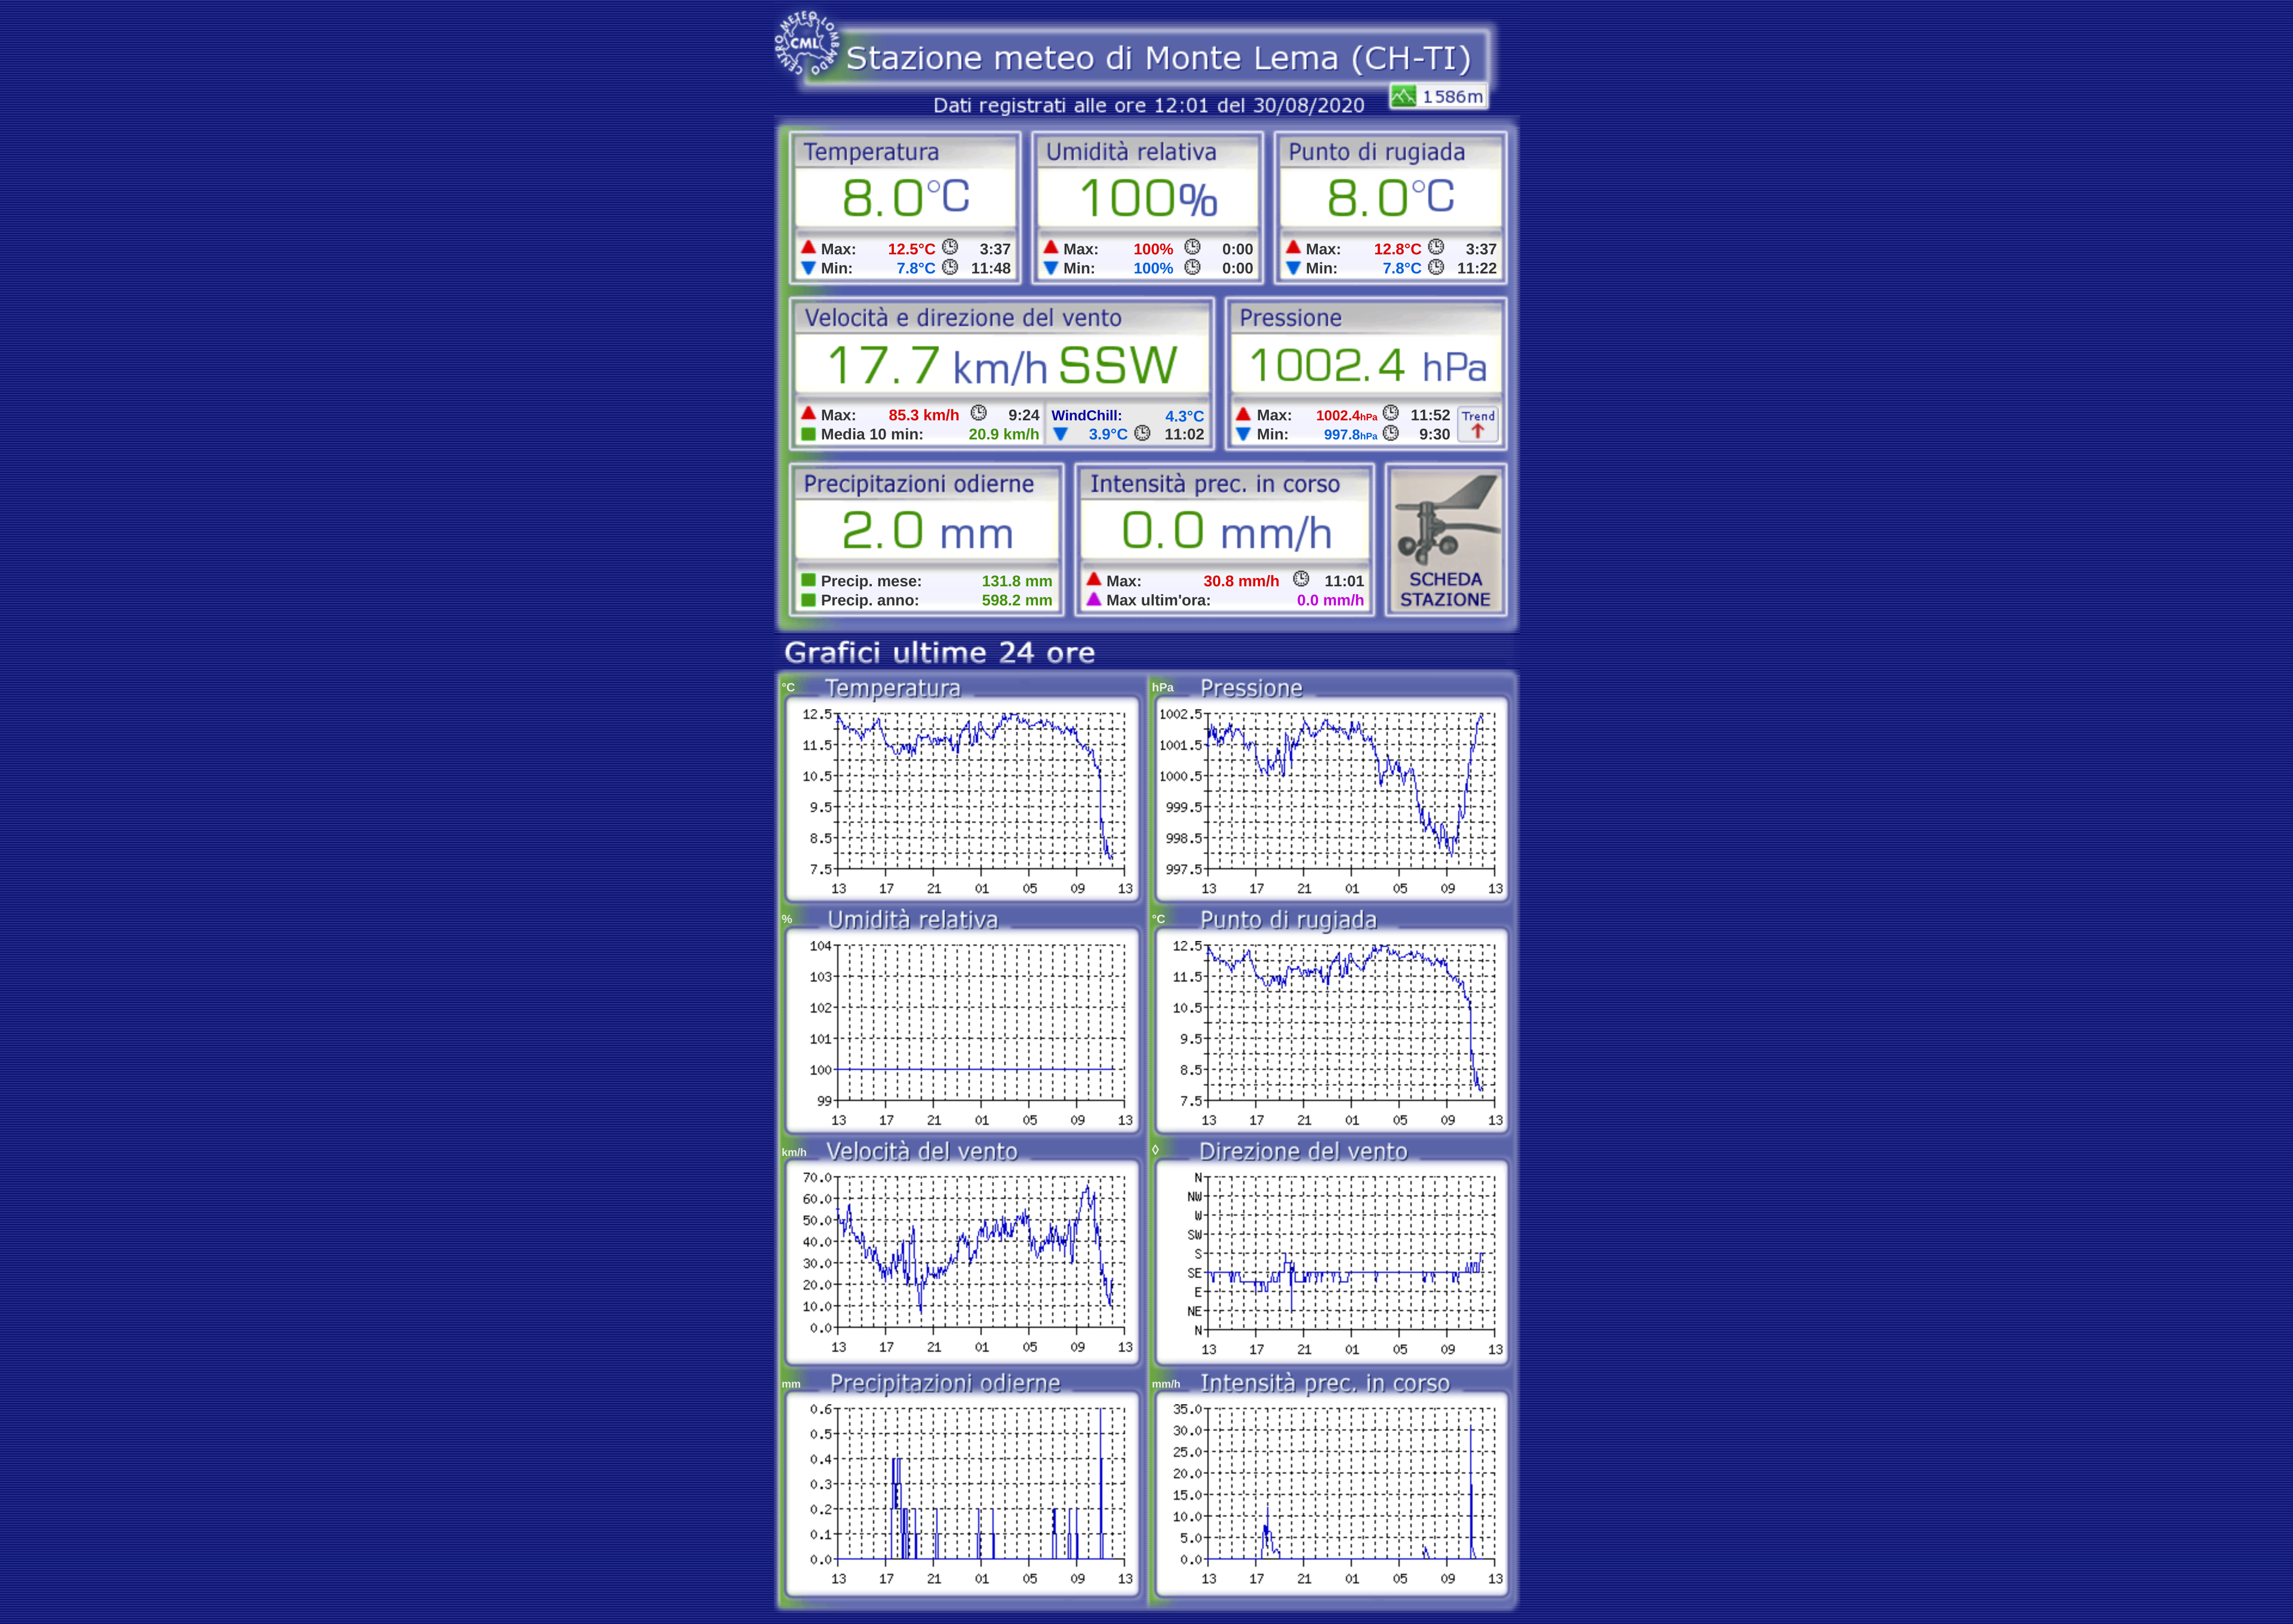 CENTRO METEO LOMBARDO
CML
Stazione meteo di Monte Lema (CH-TI)
Dati registrati alle ore 12:01 del 30/08/2020
1586m
Temperatura
8.0°C
Max: 12.5°C 3:37
Min: 7.8°C 11:48
Umidità relativa
100%
Max: 100% 0:00
Min: 100% 0:00
Punto di rugiada
8.0°C
Max: 12.8°C 3:37
Min: 7.8°C 11:22
Velocità e direzione del vento
17.7 km/h SSW
Max: 85.3 km/h 9:24
Media 10 min: 20.9 km/h
WindChill: 4.3°C
3.9°C 11:02
Pressione
1002.4 hPa
Max: 1002.4hPa 11:52
Min: 997.8hPa 9:30
Trend
Precipitazioni odierne
2.0 mm
Precip. mese: 131.8 mm
Precip. anno: 598.2 mm
Intensità prec. in corso
0.0 mm/h
Max: 30.8 mm/h 11:01
Max ultim'ora: 0.0 mm/h
SCHEDA
STAZIONE
Grafici ultime 24 ore
°C Temperatura
12.5
11.5
10.5
9.5
8.5
7.5
13 17 21 01 05 09 13
hPa Pressione
1002.5
1001.5
1000.5
999.5
998.5
997.5
13 17 21 01 05 09 13
% Umidità relativa
104
103
102
101
100
99
13 17 21 01 05 09 13
°C Punto di rugiada
12.5
11.5
10.5
9.5
8.5
7.5
13 17 21 01 05 09 13
km/h Velocità del vento
70.0
60.0
50.0
40.0
30.0
20.0
10.0
0.0
13 17 21 01 05 09 13
◊ Direzione del vento
N
NW
W
SW
S
SE
E
NE
N
13 17 21 01 05 09 13
mm Precipitazioni odierne
0.6
0.5
0.4
0.3
0.2
0.1
0.0
13 17 21 01 05 09 13
mm/h Intensità prec. in corso
35.0
30.0
25.0
20.0
15.0
10.0
5.0
0.0
13 17 21 01 05 09 13